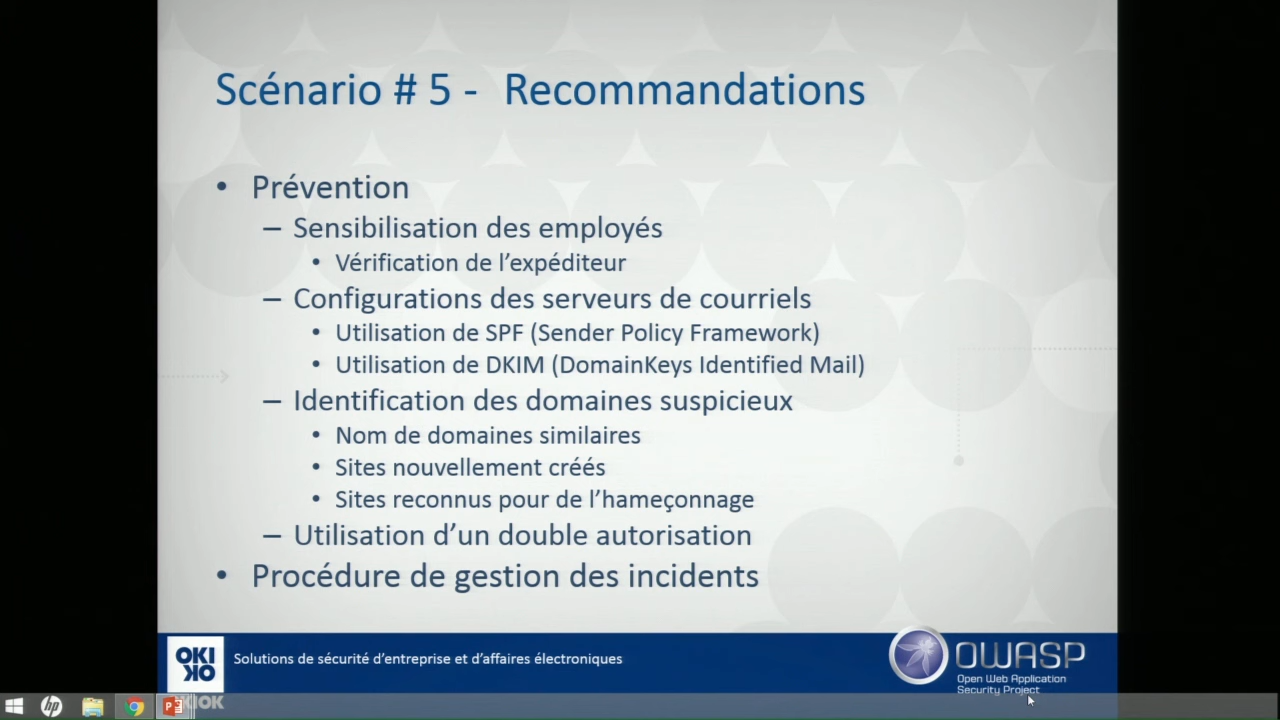 Scénario # 5 - Recommandations
• Prévention
– Sensibilisation des employés
• Vérification de l’expéditeur
– Configurations des serveurs de courriels
• Utilisation de SPF (Sender Policy Framework)
• Utilisation de DKIM (DomainKeys Identified Mail)
– Identification des domaines suspicieux
• Nom de domaines similaires
• Sites nouvellement créés
• Sites reconnus pour de l’hameçonnage
– Utilisation d’un double autorisation
• Procédure de gestion des incidents
OKI
OK
Solutions de sécurité d’entreprise et d’affaires électroniques
OWASP
Open Web Application
Security Project
hp